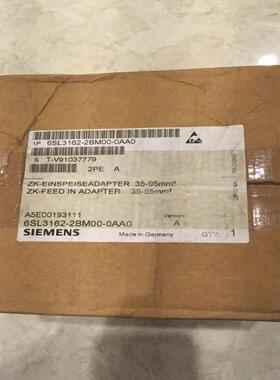 1P 6SL3162-2BM00-0AA0
S T-V91037779
2PE A
ZK-EINSPEISEADAPTER 35-95mm²
ZK-FEED IN ADAPTER 35-95mm²
A5E00193111 Version:
6SL3162-2BM00-0AA0 A
SIEMENS Made in Germany QTY. 1